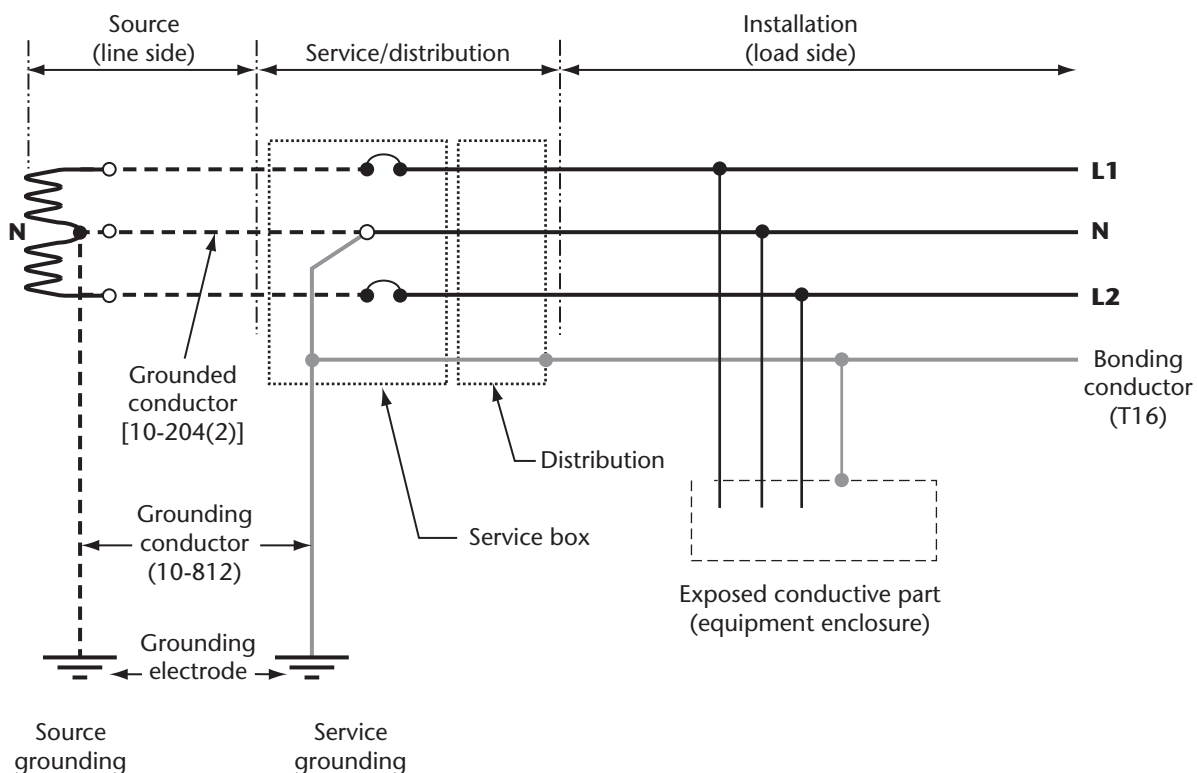 Source
(line side)
Service/distribution
Installation
(load side)
L1
N
N
L2
Grounded
conductor
[10-204(2)]
Bonding
conductor
(T16)
Distribution
Service box
Grounding
conductor
(10-812)
Exposed conductive part
(equipment enclosure)
Grounding
electrode
Source
grounding
Service
grounding